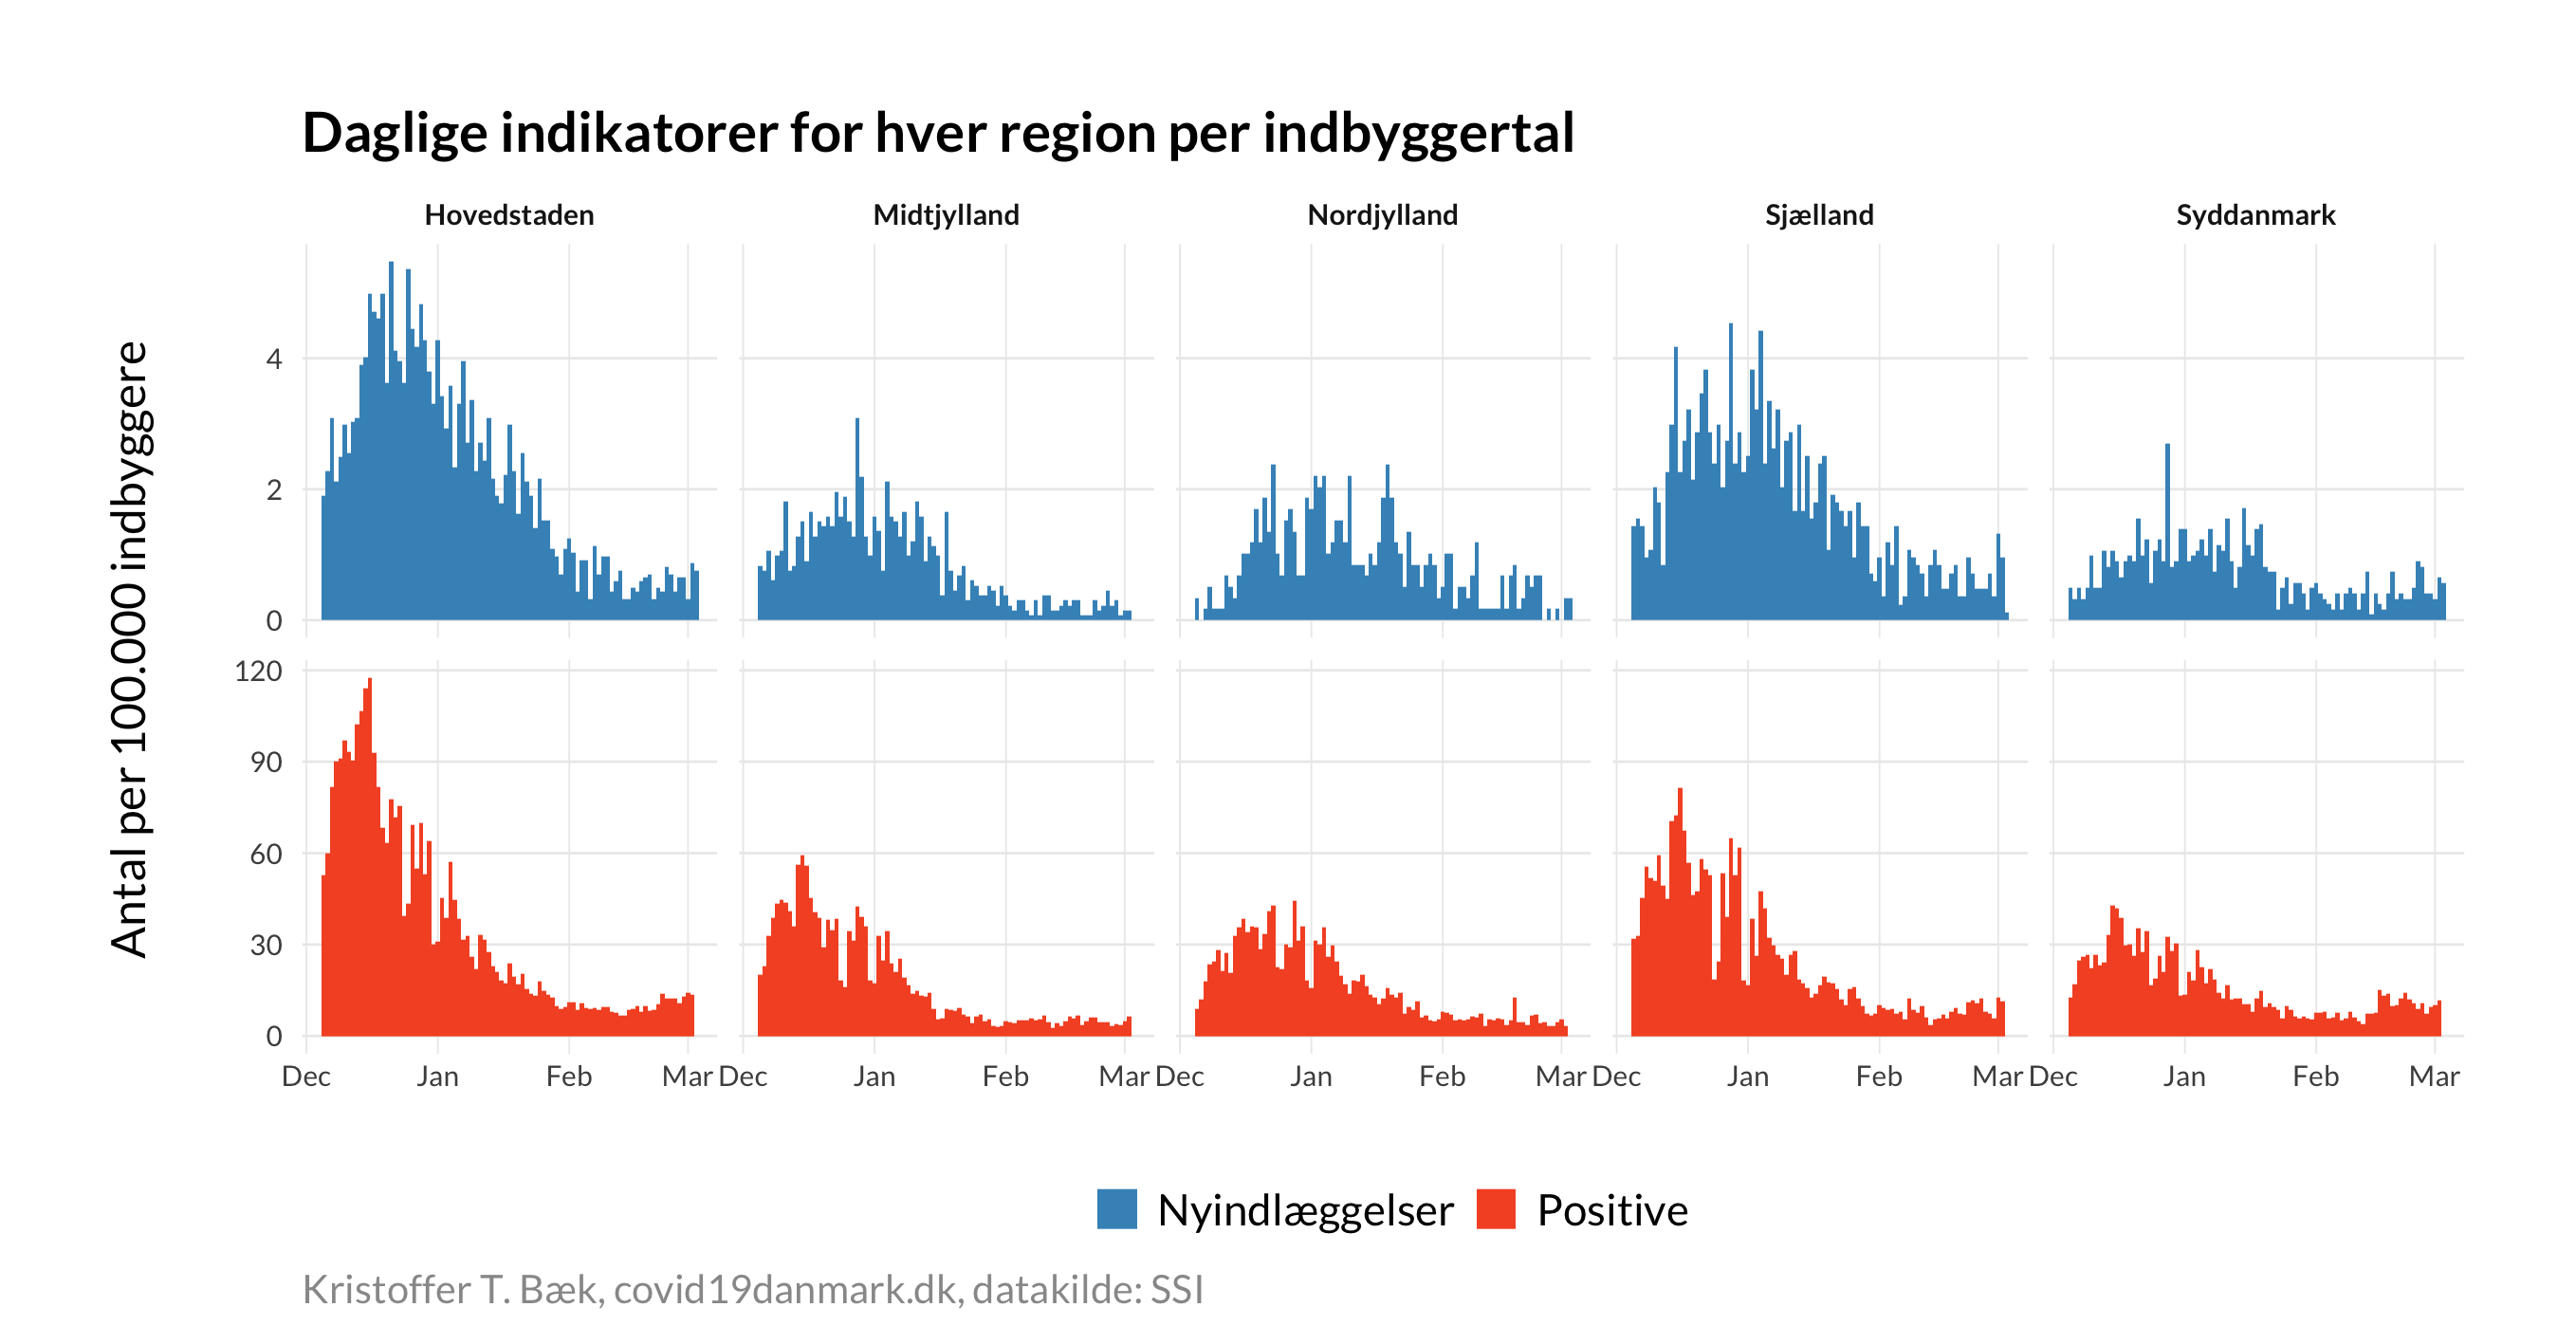 Daglige indikatorer for hver region per indbyggertal
Hovedstaden Midtjylland Nordjylland Sjælland Syddanmark
Antal per 100.000 indbyggere
4
2
0
120
90
60
30
0
Dec Jan Feb Mar Dec Jan Feb Mar Dec Jan Feb Mar Dec Jan Feb Mar Dec Jan Feb Mar
Nyindlæggelser Positive
Kristoffer T. Bæk, covid19danmark.dk, datakilde: SSI